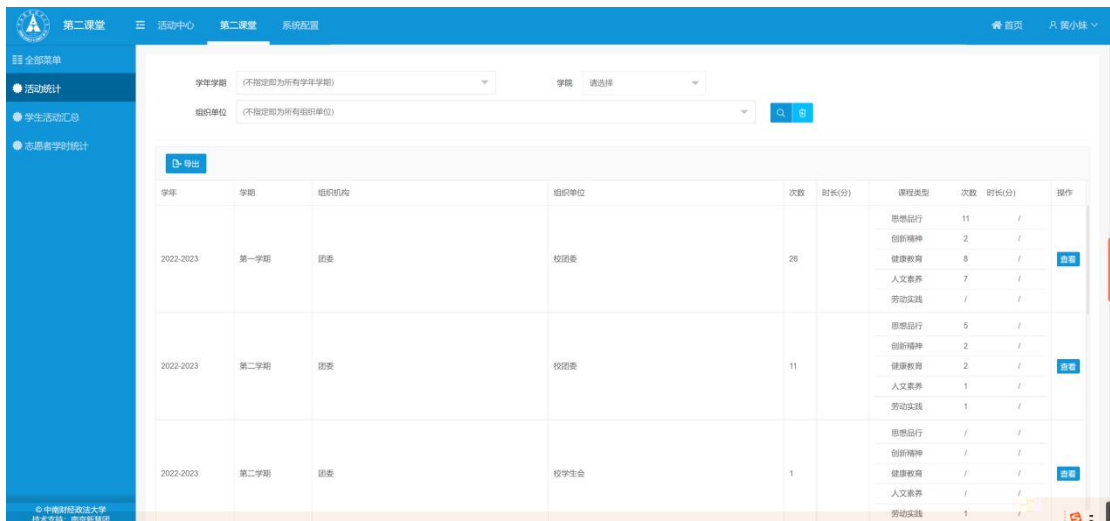 第二课堂 活动中心 第二课堂 系统配置 首页 黄小妹
全部菜单
活动统计
学生活动汇总
志愿者学时统计
学年学期 (不指定即为所有学年学期) 学院 请选择
组织单位 (不指定即为所有组织单位)
导出
学年 学期 组织机构 组织单位 次数 时长(分) 课程类型 次数 时长(分) 操作
思想品行 11 /
创新精神 2 /
2022-2023 第一学期 团委 校团委 28 健康教育 8 / 查看
人文素养 7 /
劳动实践 / /
思想品行 5 /
创新精神 2 /
2022-2023 第二学期 团委 校团委 11 健康教育 2 / 查看
人文素养 1 /
劳动实践 1 /
思想品行 / /
创新精神 / /
2022-2023 第二学期 团委 校学生会 1 健康教育 / / 查看
人文素养 / /
劳动实践 1 /
© 中南财经政法大学